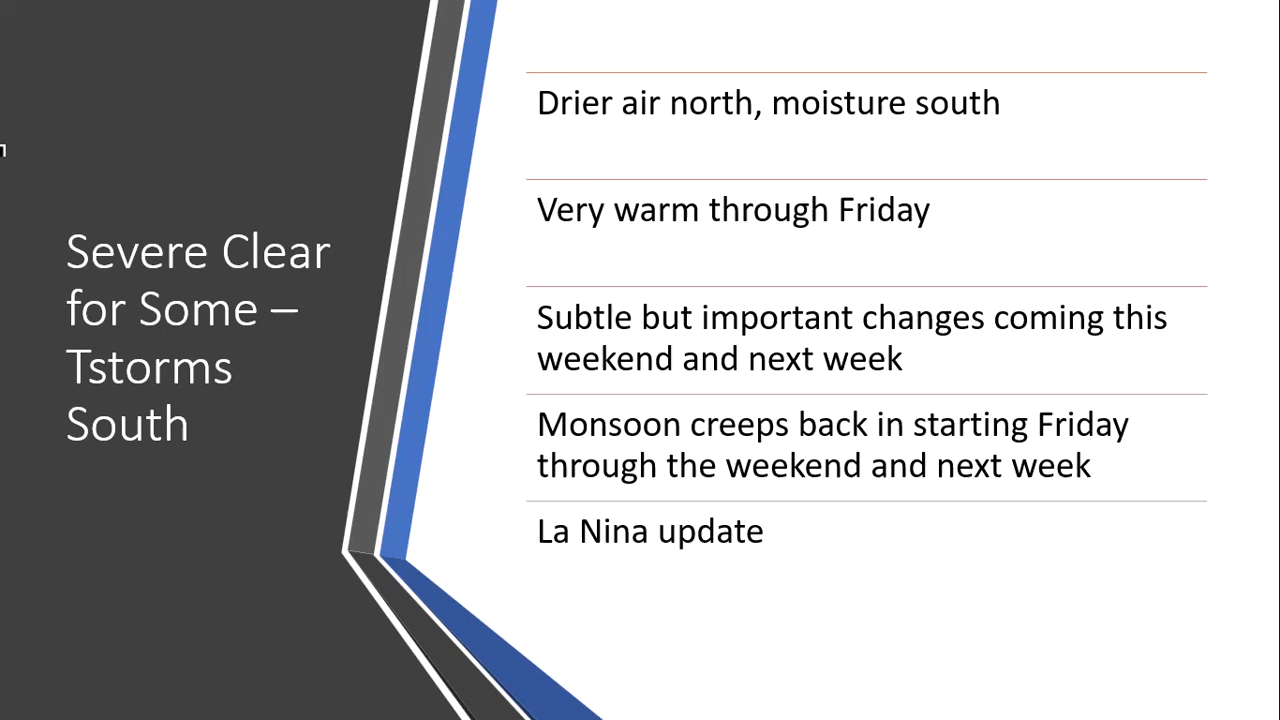 Severe Clear
for Some –
Tstorms
South
Drier air north, moisture south
Very warm through Friday
Subtle but important changes coming this
weekend and next week
Monsoon creeps back in starting Friday
through the weekend and next week
La Nina update